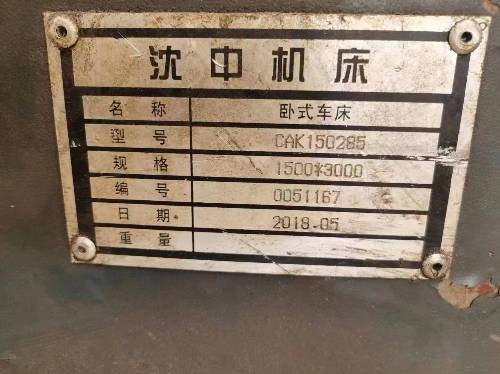 沈中机床
名称 卧式车床
型号 CAK150285
规格 1500*3000
编号 0051167
日期 2018-05
重量